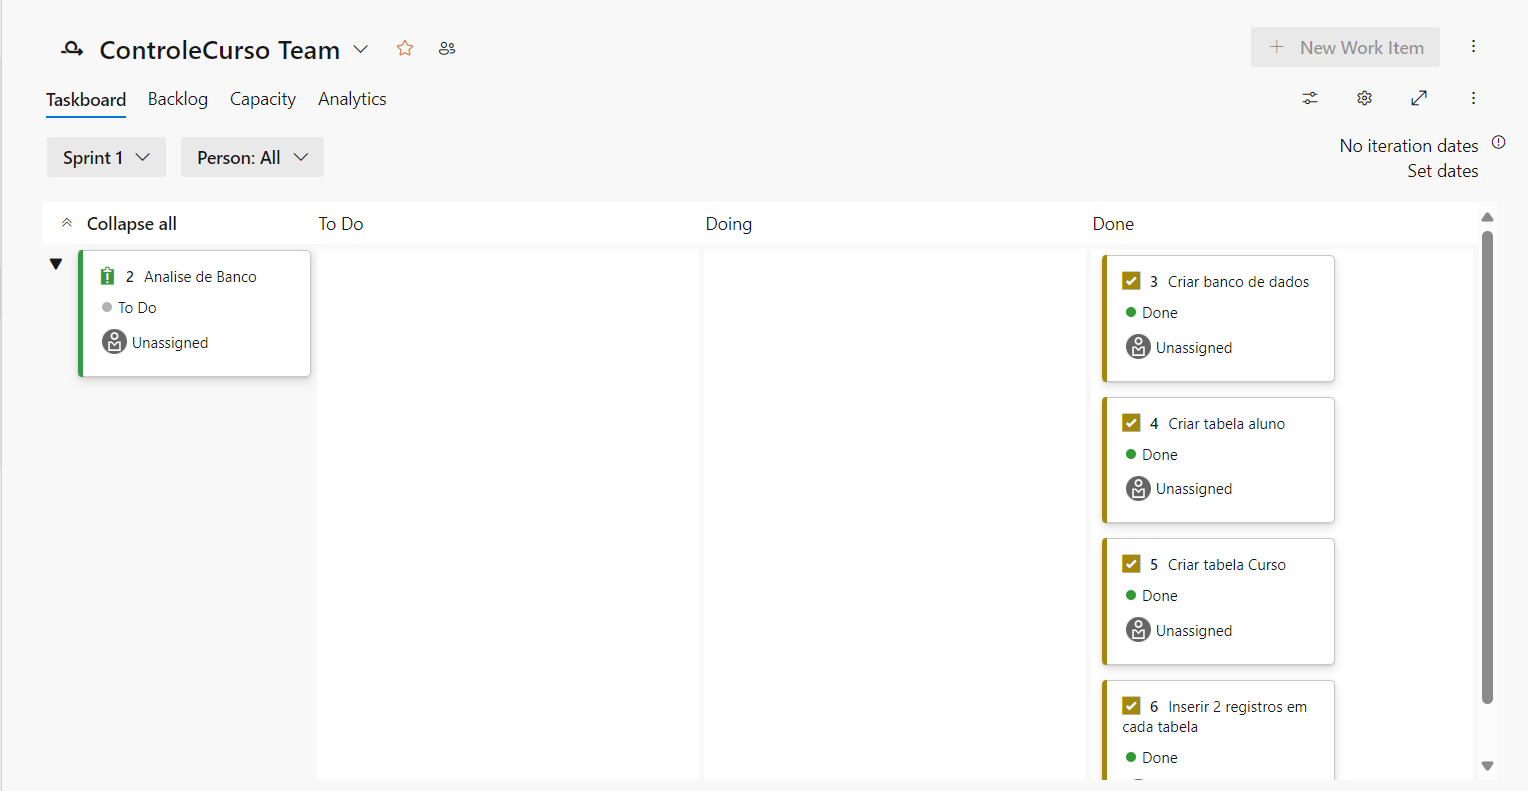 ControleCurso Team
New Work Item
Taskboard
Backlog
Capacity
Analytics
Sprint 1
Person: All
No iteration dates
Set dates
Collapse all
To Do
Doing
Done
2 Analise de Banco
To Do
Unassigned
3 Criar banco de dados
Done
Unassigned
4 Criar tabela aluno
Done
Unassigned
5 Criar tabela Curso
Done
Unassigned
6 Inserir 2 registros em
cada tabela
Done